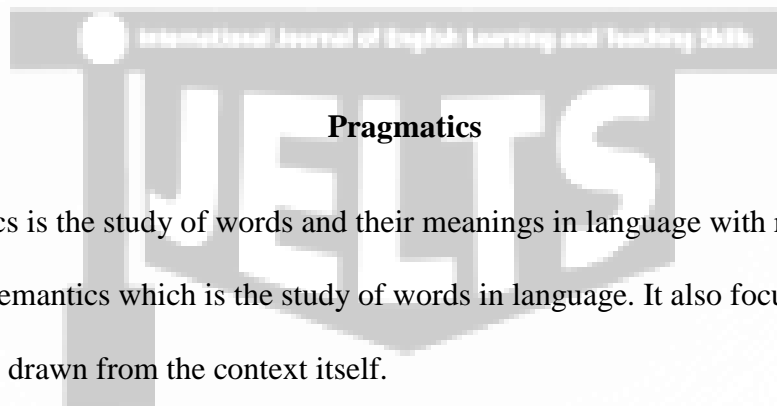 International Journal of English Learning and Teaching Skills
IJELTS
Pragmatics
cs is the study of words and their meanings in language with
emantics which is the study of words in language. It also focu
drawn from the context itself.